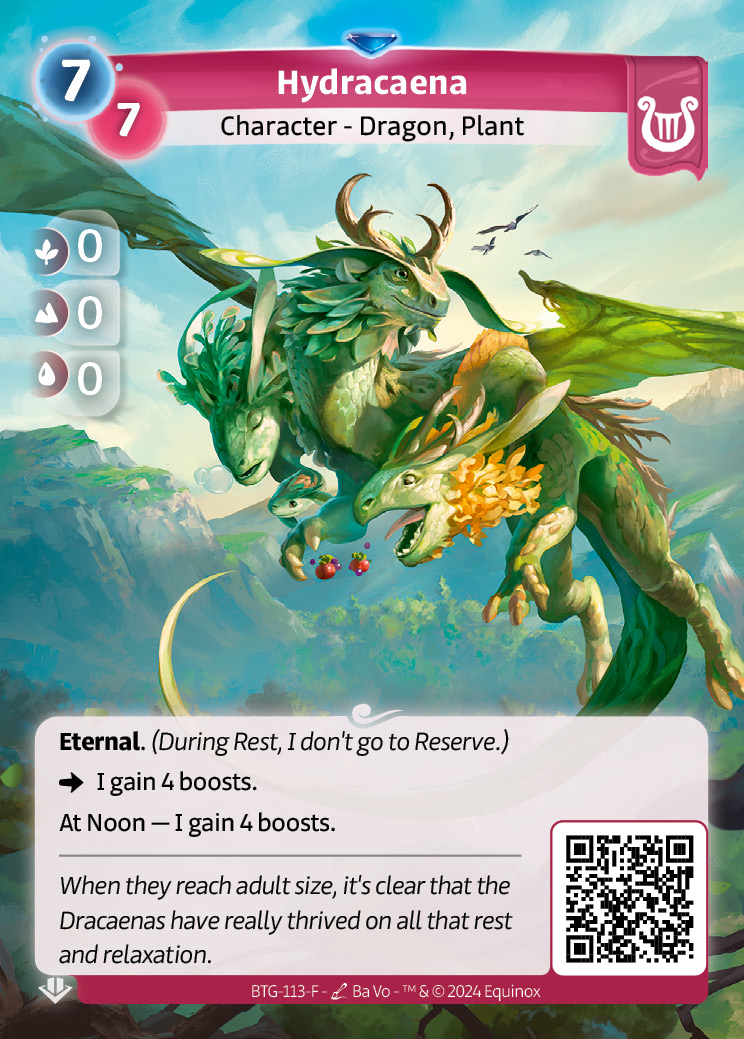 7
7
Hydracaena
Character - Dragon, Plant
0
0
0
Eternal. (During Rest, I don't go to Reserve.)
I gain 4 boosts.
At Noon — I gain 4 boosts.
When they reach adult size, it's clear that the
Dracaenas have really thrived on all that rest
and relaxation.
BTG-113-F - Ba Vo - ™ & © 2024 Equinox